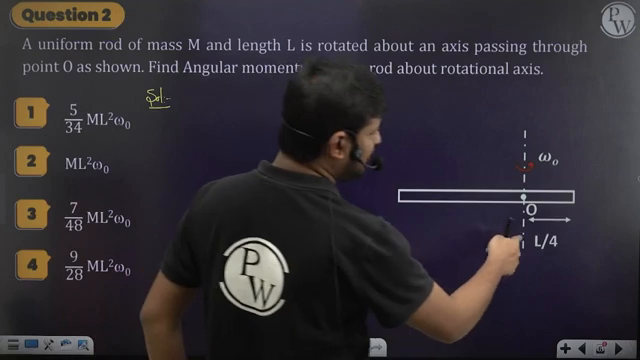 Question 2
PW
A uniform rod of mass M and length L is rotated about an axis passing through
point O as shown. Find Angular rod about rotational axis.
Sol:-
1 5/34 ML²ω₀
2 ML²ω₀
3 7/48 ML²ω₀
4 9/28 ML²ω₀
ω₀
O
L/4
PW